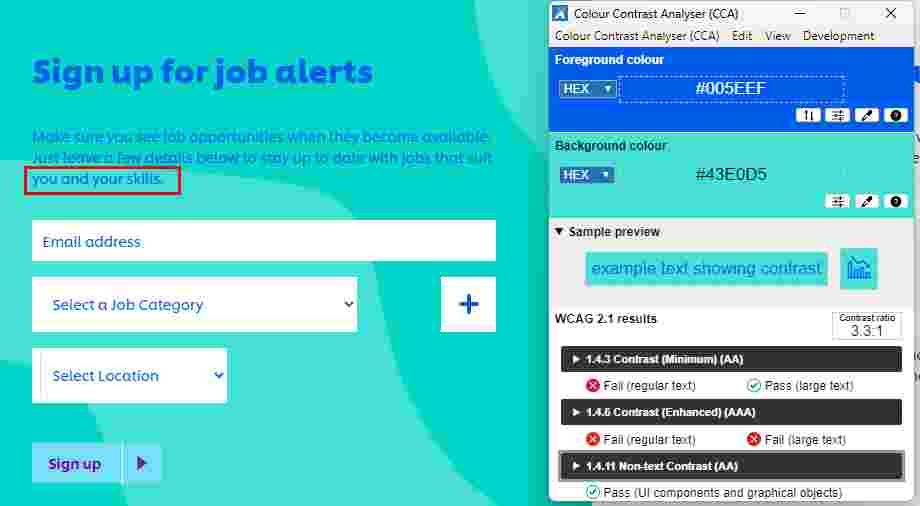 Sign up for job alerts
Make sure you see job opportunities when they become available.
Just leave a few details below to stay up to date with jobs that suit
you and your skills.
Email address
Select a Job Category
Select Location
Sign up
Colour Contrast Analyser (CCA)
Colour Contrast Analyser (CCA) Edit View Development
Foreground colour
HEX #005EEF
Background colour
HEX #43E0D5
Sample preview
example text showing contrast
WCAG 2.1 results
Contrast ratio
3.3:1
1.4.3 Contrast (Minimum) (AA)
Fail (regular text) Pass (large text)
1.4.6 Contrast (Enhanced) (AAA)
Fail (regular text) Fail (large text)
1.4.11 Non-text Contrast (AA)
Pass (UI components and graphical objects)